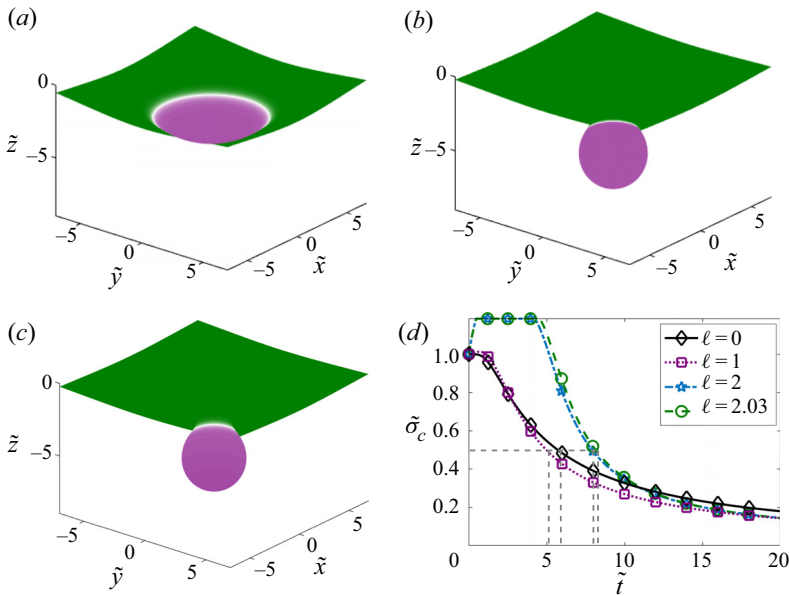 (a)
0
−5
z̃
−5
0
5
ỹ
−5
0
5
x̃
(b)
0
−5
z̃
−5
0
5
ỹ
−5
0
5
x̃
(c)
0
−5
z̃
−5
0
5
ỹ
−5
0
5
x̃
(d)
1.0
0.8
0.6
0.4
0.2
σ̃c
0 5 10 15 20
t̃
ℓ = 0
ℓ = 1
ℓ = 2
ℓ = 2.03